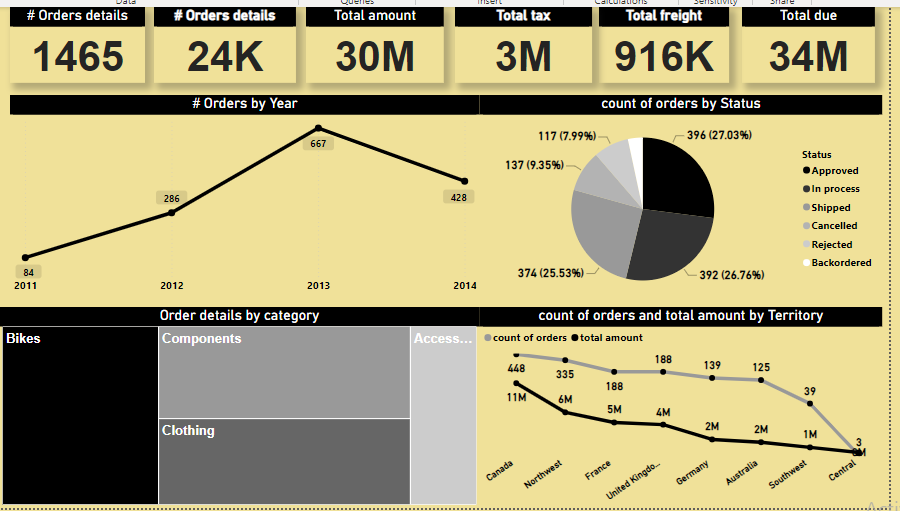 Data Queries Insert Calculations Sensitivity Share
# Orders details # Orders details Total amount Total tax Total freight Total due
1465 24K 30M 3M 916K 34M
# Orders by Year
667
286
428
84
2011 2012 2013 2014
count of orders by Status
117 (7.99%) 396 (27.03%)
137 (9.35%)
374 (25.53%) 392 (26.76%)
Status
Approved
In process
Shipped
Cancelled
Rejected
Backordered
Order details by category
Bikes Components Access...
Clothing
count of orders and total amount by Territory
count of orders total amount
448 335 188 188 139 125 39 3
11M 6M 5M 4M 2M 2M 1M
Canada Northwest France United Kingdo... Germany Australia Southwest Central